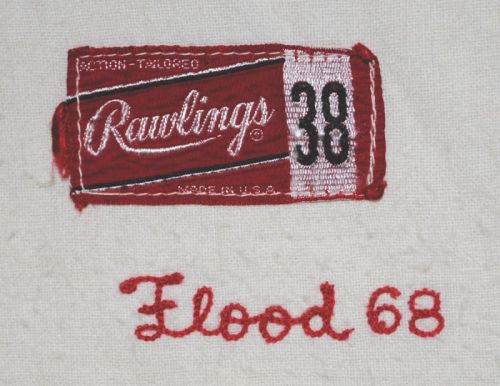 ACTION-TAILORED
Rawlings®
38
MADE IN U.S.A.
Flood 68